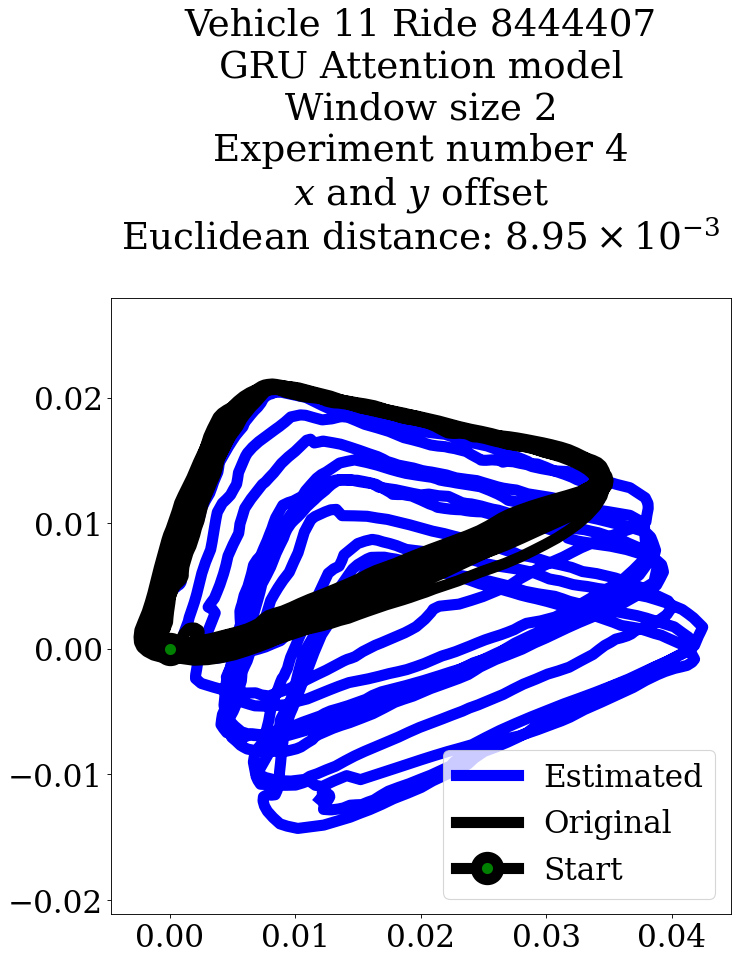 Vehicle 11 Ride 8444407
GRU Attention model
Window size 2
Experiment number 4
x and y offset
Euclidean distance: 8.95 × 10⁻³
0.02
0.01
0.00
−0.01
−0.02
Estimated
Original
Start
0.00 0.01 0.02 0.03 0.04